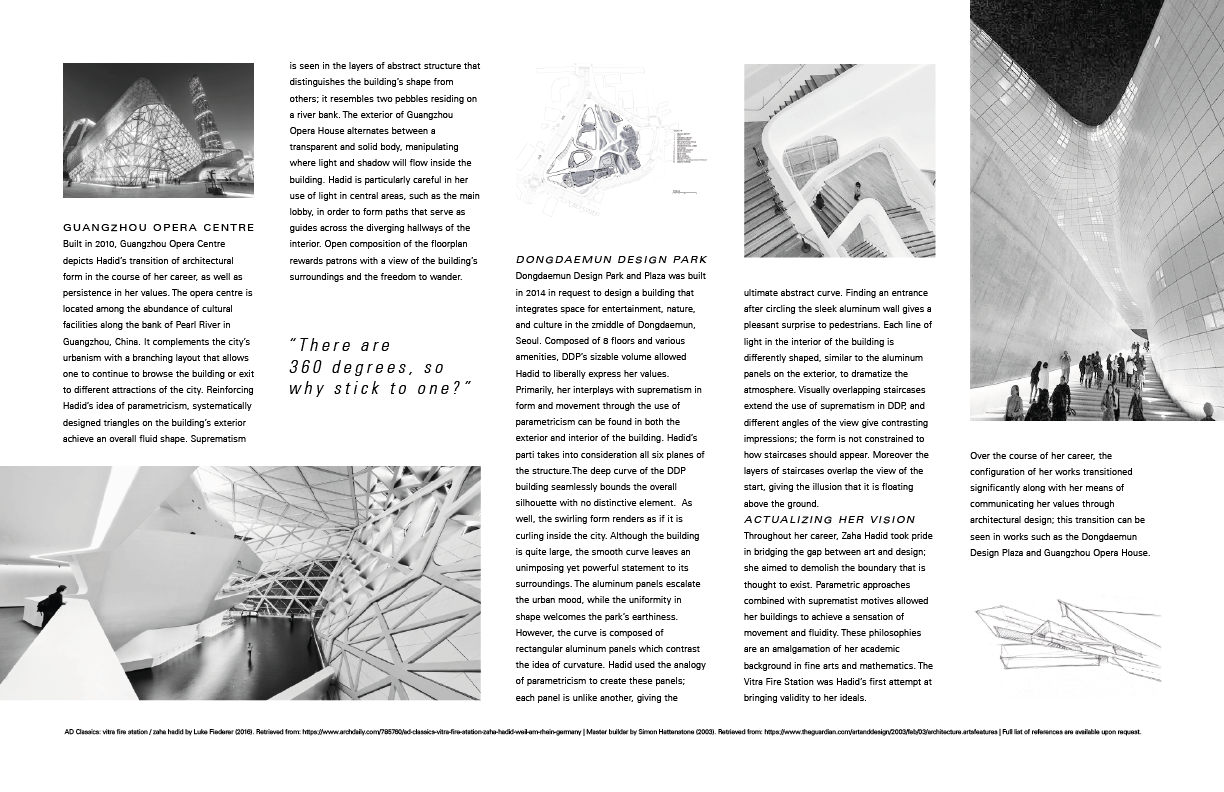 GUANGZHOU OPERA CENTRE
Built in 2010, Guangzhou Opera Centre
depicts Hadid's transition of architectural
form in the course of her career, as well as
persistence in her values. The opera centre is
located among the abundance of cultural
facilities along the bank of Pearl River in
Guangzhou, China. It complements the city's
urbanism with a branching layout that allows
one to continue to browse the building or exit
to different attractions of the city. Reinforcing
Hadid's idea of parametricism, systematically
designed triangles on the building's exterior
achieve an overall fluid shape. Suprematism
is seen in the layers of abstract structure that
distinguishes the building's shape from
others; it resembles two pebbles residing on
a river bank. The exterior of Guangzhou
Opera House alternates between a
transparent and solid body, manipulating
where light and shadow will flow inside the
building. Hadid is particularly careful in her
use of light in central areas, such as the main
lobby, in order to form paths that serve as
guides across the diverging hallways of the
interior. Open composition of the floorplan
rewards patrons with a view of the building's
surroundings and the freedom to wander.
"There are
360 degrees, so
why stick to one?"
DONGDAEMUN DESIGN PARK
Dongdaemun Design Park and Plaza was built
in 2014 in request to design a building that
integrates space for entertainment, nature,
and culture in the zmiddle of Dongdaemun,
Seoul. Composed of 8 floors and various
amenities, DDP's sizable volume allowed
Hadid to liberally express her values.
Primarily, her interplays with suprematism in
form and movement through the use of
parametricism can be found in both the
exterior and interior of the building. Hadid's
parti takes into consideration all six planes of
the structure.The deep curve of the DDP
building seamlessly bounds the overall
silhouette with no distinctive element.  As
well, the swirling form renders as if it is
curling inside the city. Although the building
is quite large, the smooth curve leaves an
unimposing yet powerful statement to its
surroundings. The aluminum panels escalate
the urban mood, while the uniformity in
shape welcomes the park's earthiness.
However, the curve is composed of
rectangular aluminum panels which contrast
the idea of curvature. Hadid used the analogy
of parametricism to create these panels;
each panel is unlike another, giving the
ultimate abstract curve. Finding an entrance
after circling the sleek aluminum wall gives a
pleasant surprise to pedestrians. Each line of
light in the interior of the building is
differently shaped, similar to the aluminum
panels on the exterior, to dramatize the
atmosphere. Visually overlapping staircases
extend the use of suprematism in DDP, and
different angles of the view give contrasting
impressions; the form is not constrained to
how staircases should appear. Moreover the
layers of staircases overlap the view of the
start, giving the illusion that it is floating
above the ground.
ACTUALIZING HER VISION
Throughout her career, Zaha Hadid took pride
in bridging the gap between art and design;
she aimed to demolish the boundary that is
thought to exist. Parametric approaches
combined with suprematist motives allowed
her buildings to achieve a sensation of
movement and fluidity. These philosophies
are an amalgamation of her academic
background in fine arts and mathematics. The
Vitra Fire Station was Hadid's first attempt at
bringing validity to her ideals.
Over the course of her career, the
configuration of her works transitioned
significantly along with her means of
communicating her values through
architectural design; this transition can be
seen in works such as the Dongdaemun
Design Plaza and Guangzhou Opera House.
AD Classics: vitra fire station / zaha hadid by Luke Fiederer (2016). Retrieved from: https://www.archdaily.com/785760/ad-classics-vitra-fire-station-zaha-hadid-weil-am-rhein-germany | Master builder by Simon Hattenstone (2003). Retrieved from: https://www.theguardian.com/artanddesign/2003/feb/03/architecture.artsfeatures | Full list of references are available upon request.